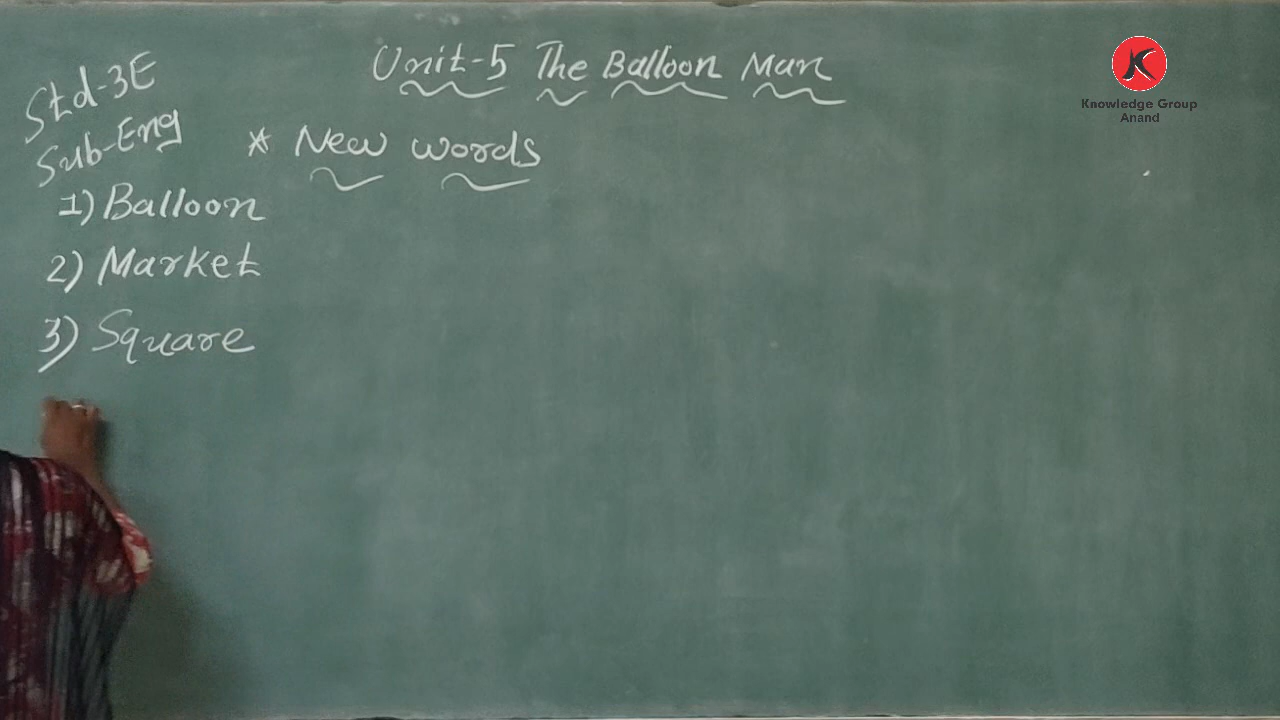 Unit-5 The Balloon Man
Std-3E
Sub-Eng
* New words
1) Balloon
2) Market
3) Square
K
Knowledge Group
Anand